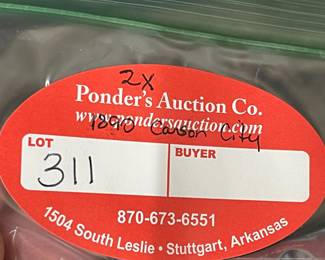 2X
Ponder's Auction Co.
www.pondersauction.com
1890 Carson City
LOT
311
BUYER
870-673-6551
1504 South Leslie • Stuttgart, Arkansas